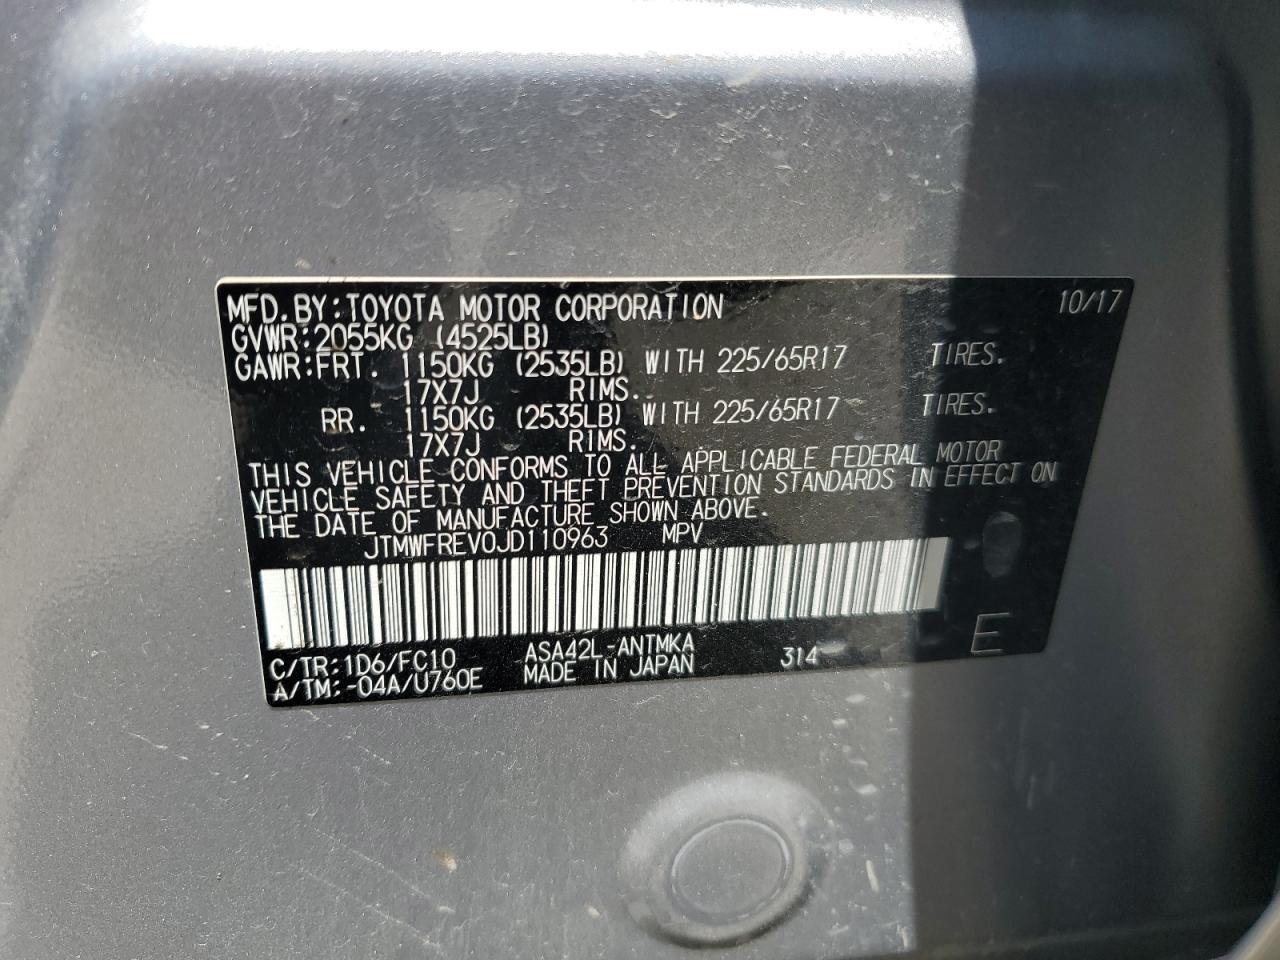 MFD.BY:TOYOTA MOTOR CORPORATION 10/17
GVWR:2055KG (4525LB)
GAWR:FRT. 1150KG (2535LB) WITH 225/65R17 TIRES.
17X7J RIMS.
RR. 1150KG (2535LB) WITH 225/65R17 TIRES.
17X7J RIMS.
THIS VEHICLE CONFORMS TO ALL APPLICABLE FEDERAL MOTOR
VEHICLE SAFETY AND THEFT PREVENTION STANDARDS IN EFFECT ON
THE DATE OF MANUFACTURE SHOWN ABOVE.
JTMWFREV0JD110963 MPV
C/TR:1D6/FC10 ASA42L-ANTMKA 314 E
A/TM:-04A/U760E MADE IN JAPAN